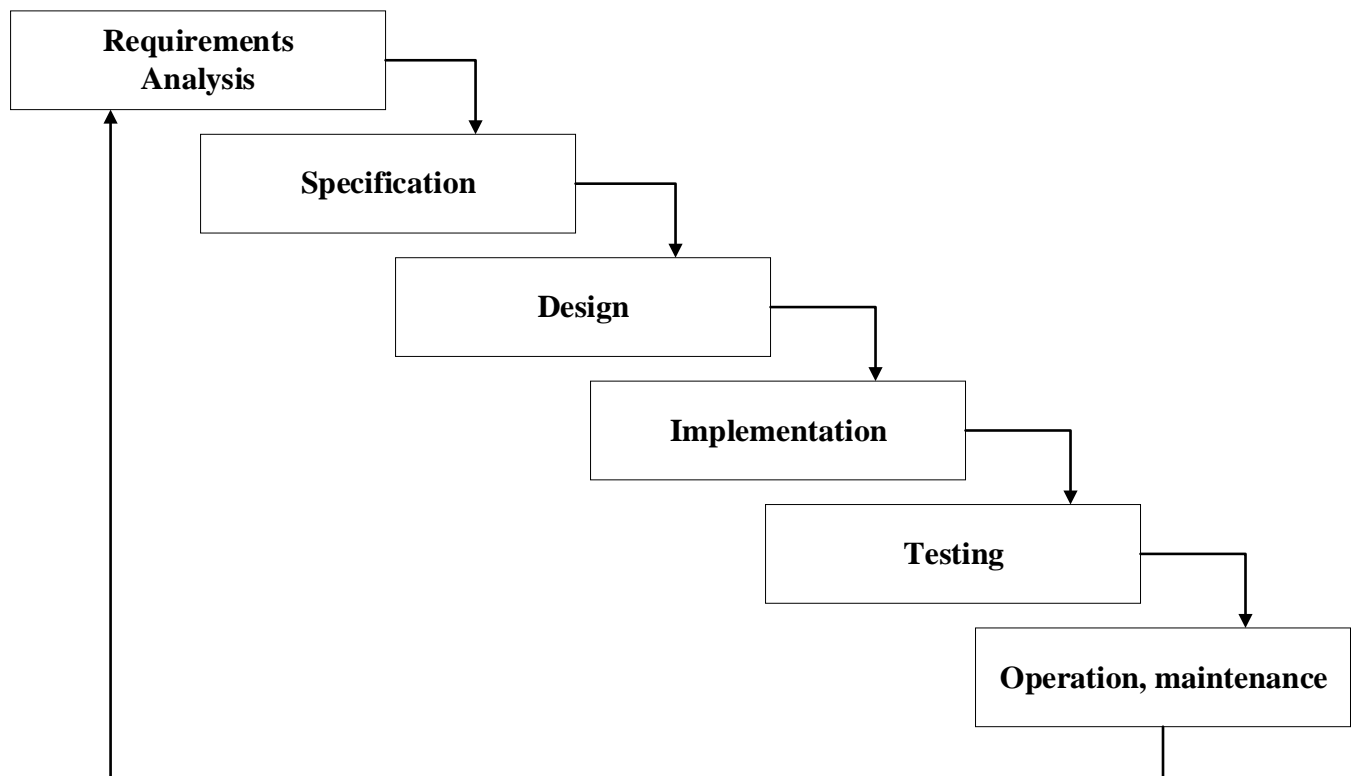 Requirements
Analysis
Specification
Design
Implementation
Testing
Operation, maintenance